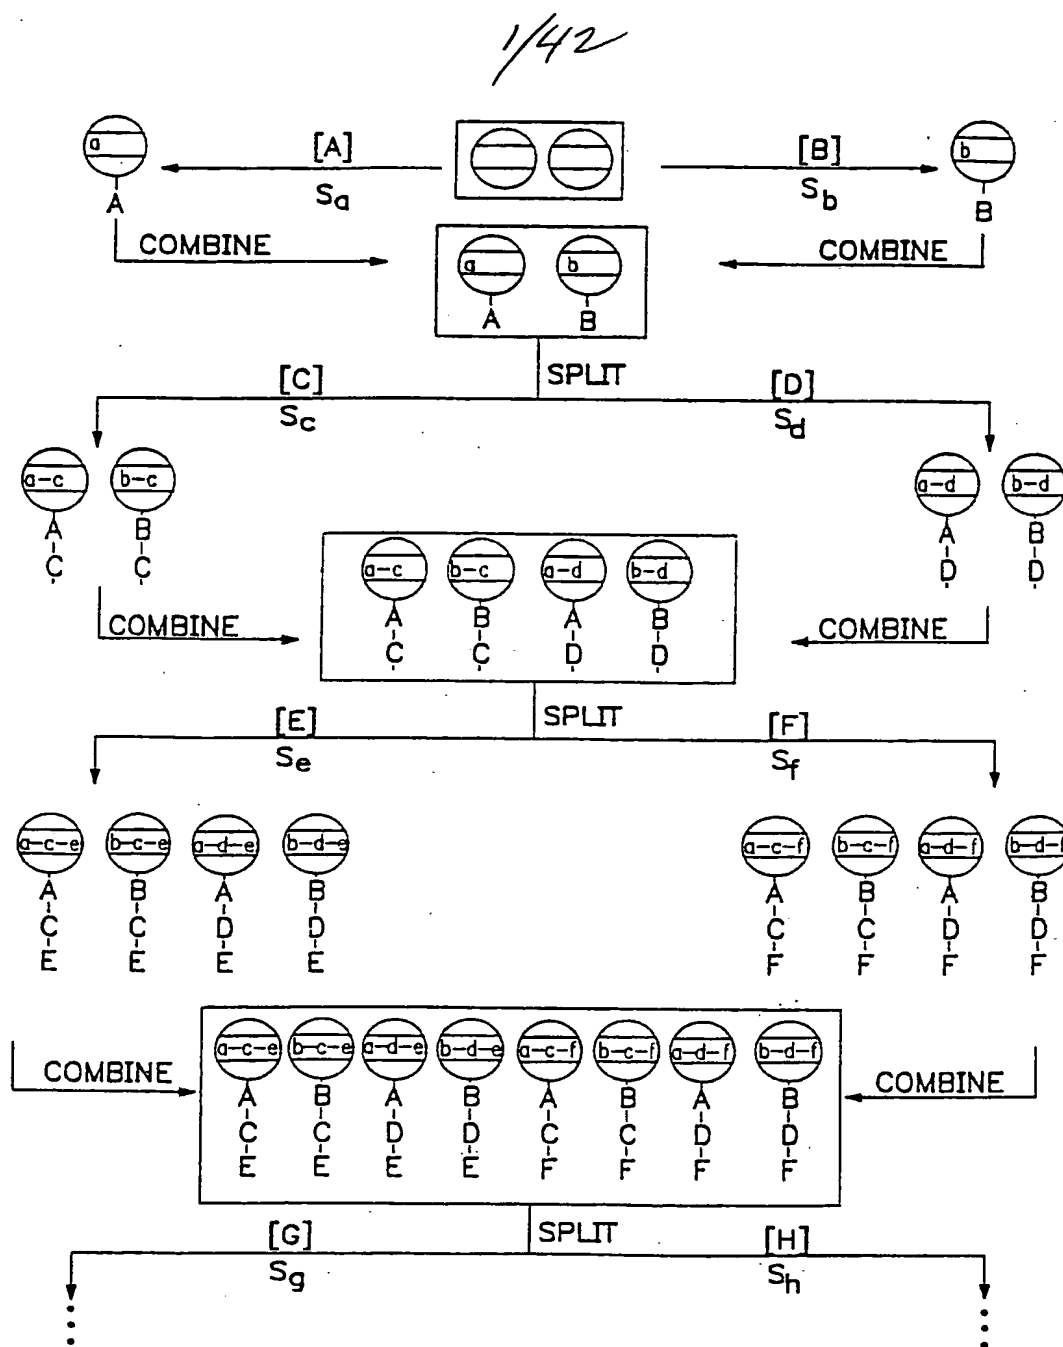 1/42
a [A] [B] b
Sa Sb
A B
COMBINE COMBINE
a b
A B
SPLIT
[C] [D]
Sc Sd
a-c b-c a-d b-d
A B A B
C C D D
a-c b-c a-d b-d
A B A B
C C D D
COMBINE COMBINE
SPLIT
[E] [F]
Se Sf
a-c-e b-c-e a-d-e b-d-e a-c-f b-c-f a-d-f b-d-f
A B A B A B A B
C C D D C C D D
E E E E F F F F
a-c-e b-c-e a-d-e b-d-e a-c-f b-c-f a-d-f b-d-f
COMBINE COMBINE
A B A B A B A B
C C D D C C D D
E E E E F F F F
SPLIT
[G] [H]
Sg Sh